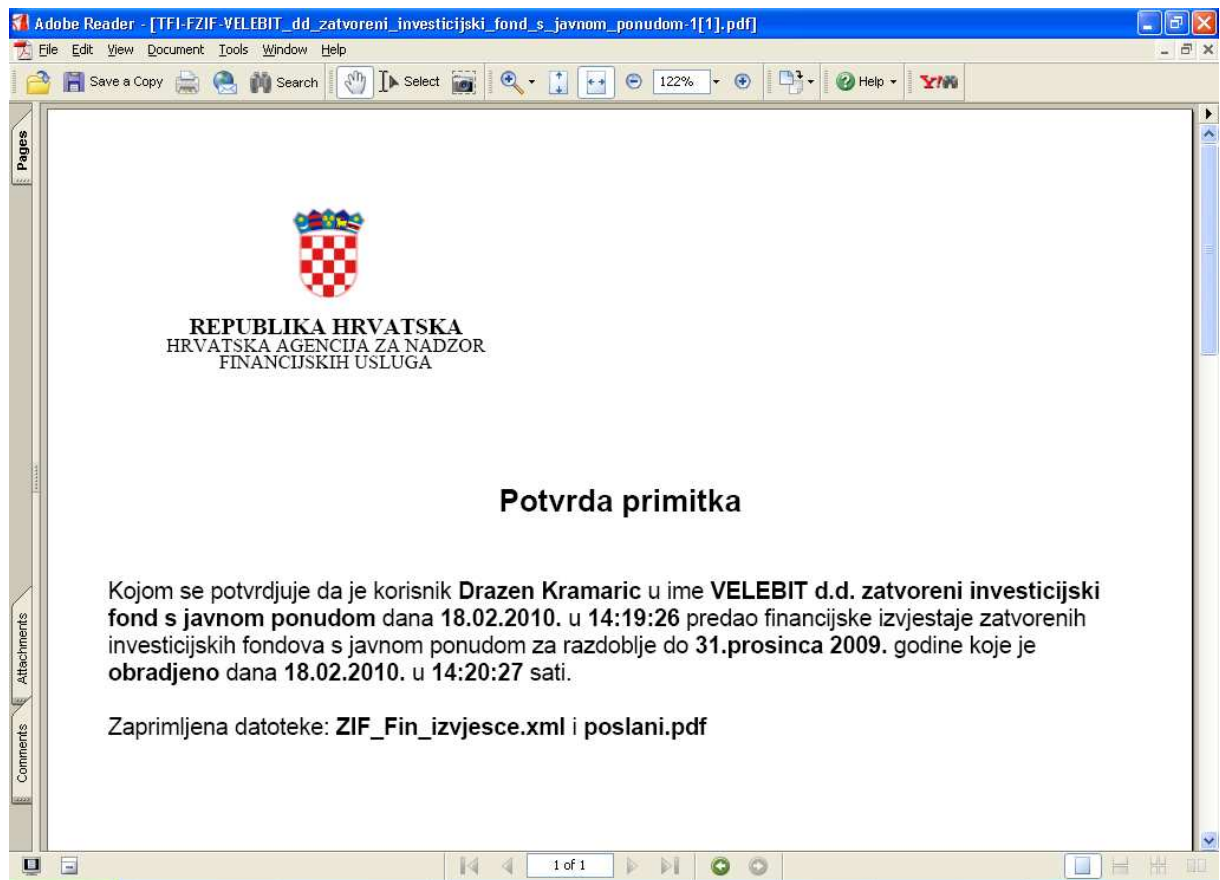 Adobe Reader - [TFI-FZIF-VELEBIT_dd_zatvoreni_investicijski_fond_s_javnom_ponudom-1[1].pdf]
File Edit View Document Tools Window Help
Save a Copy Search Select 122% Help Y!
Pages
REPUBLIKA HRVATSKA
HRVATSKA AGENCIJA ZA NADZOR
FINANCIJSKIH USLUGA
Potvrda primitka
Kojom se potvrdjuje da je korisnik Drazen Kramaric u ime VELEBIT d.d. zatvoreni investicijski
fond s javnom ponudom dana 18.02.2010. u 14:19:26 predao financijske izvjestaje zatvorenih
investicijskih fondova s javnom ponudom za razdoblje do 31.prosinca 2009. godine koje je
obradjeno dana 18.02.2010. u 14:20:27 sati.
Zaprimljena datoteke: ZIF_Fin_izvjesce.xml i poslani.pdf
Attachments
Comments
1 of 1